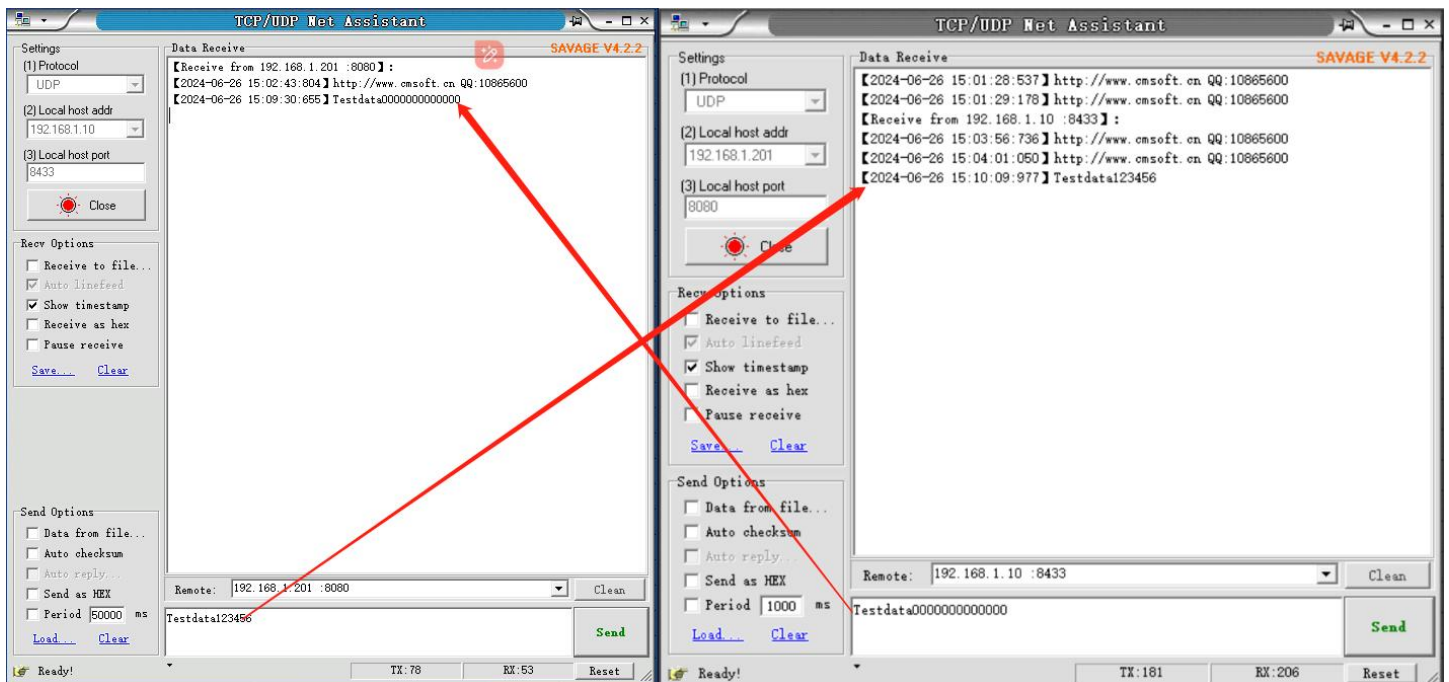 TCP/UDP Net Assistant
Settings
(1) Protocol
UDP
(2) Local host addr
192.168.1.10
(3) Local host port
8433
Close
Recv Options
Receive to file...
Auto linefeed
Show timestamp
Receive as hex
Pause receive
Save... Clear
Send Options
Data from file...
Auto checksum
Auto reply...
Send as HEX
Period 50000 ms
Load... Clear
Data Receive
SAVAGE V4.2.2
【Receive from 192.168.1.201 :8080】:
【2024-06-26 15:02:43:804】http://www.cmsoft.cn QQ:10865600
【2024-06-26 15:09:30:655】Testdata0000000000000
Remote: 192.168.1.201 :8080
Clean
Testdata123456
Send
Ready!
TX:78
RX:53
Reset
TCP/UDP Net Assistant
Settings
(1) Protocol
UDP
(2) Local host addr
192.168.1.201
(3) Local host port
8080
Close
Recv Options
Receive to file...
Auto linefeed
Show timestamp
Receive as hex
Pause receive
Save... Clear
Send Options
Data from file...
Auto checksum
Auto reply...
Send as HEX
Period 1000 ms
Load... Clear
Data Receive
SAVAGE V4.2.2
【2024-06-26 15:01:28:537】http://www.cmsoft.cn QQ:10865600
【2024-06-26 15:01:29:178】http://www.cmsoft.cn QQ:10865600
【Receive from 192.168.1.10 :8433】:
【2024-06-26 15:03:56:736】http://www.cmsoft.cn QQ:10865600
【2024-06-26 15:04:01:050】http://www.cmsoft.cn QQ:10865600
【2024-06-26 15:10:09:977】Testdata123456
Remote: 192.168.1.10 :8433
Clean
Testdata0000000000000
Send
Ready!
TX:181
RX:206
Reset